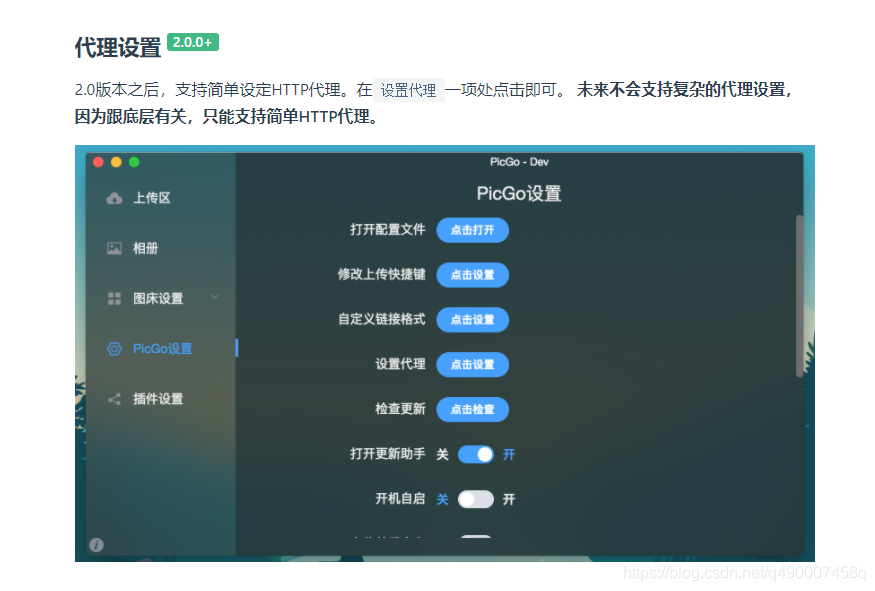 代理设置 2.0.0+
2.0版本之后，支持简单设定HTTP代理。在 设置代理 一项处点击即可。 未来不会支持复杂的代理设置，
因为跟底层有关，只能支持简单HTTP代理。
PicGo - Dev
PicGo设置
上传区
相册
图床设置
PicGo设置
插件设置
打开配置文件 点击打开
修改上传快捷键 点击设置
自定义链接格式 点击设置
设置代理 点击设置
检查更新 点击检查
打开更新助手 关 开
开机自启 关 开
https://blog.csdn.net/q490007458q